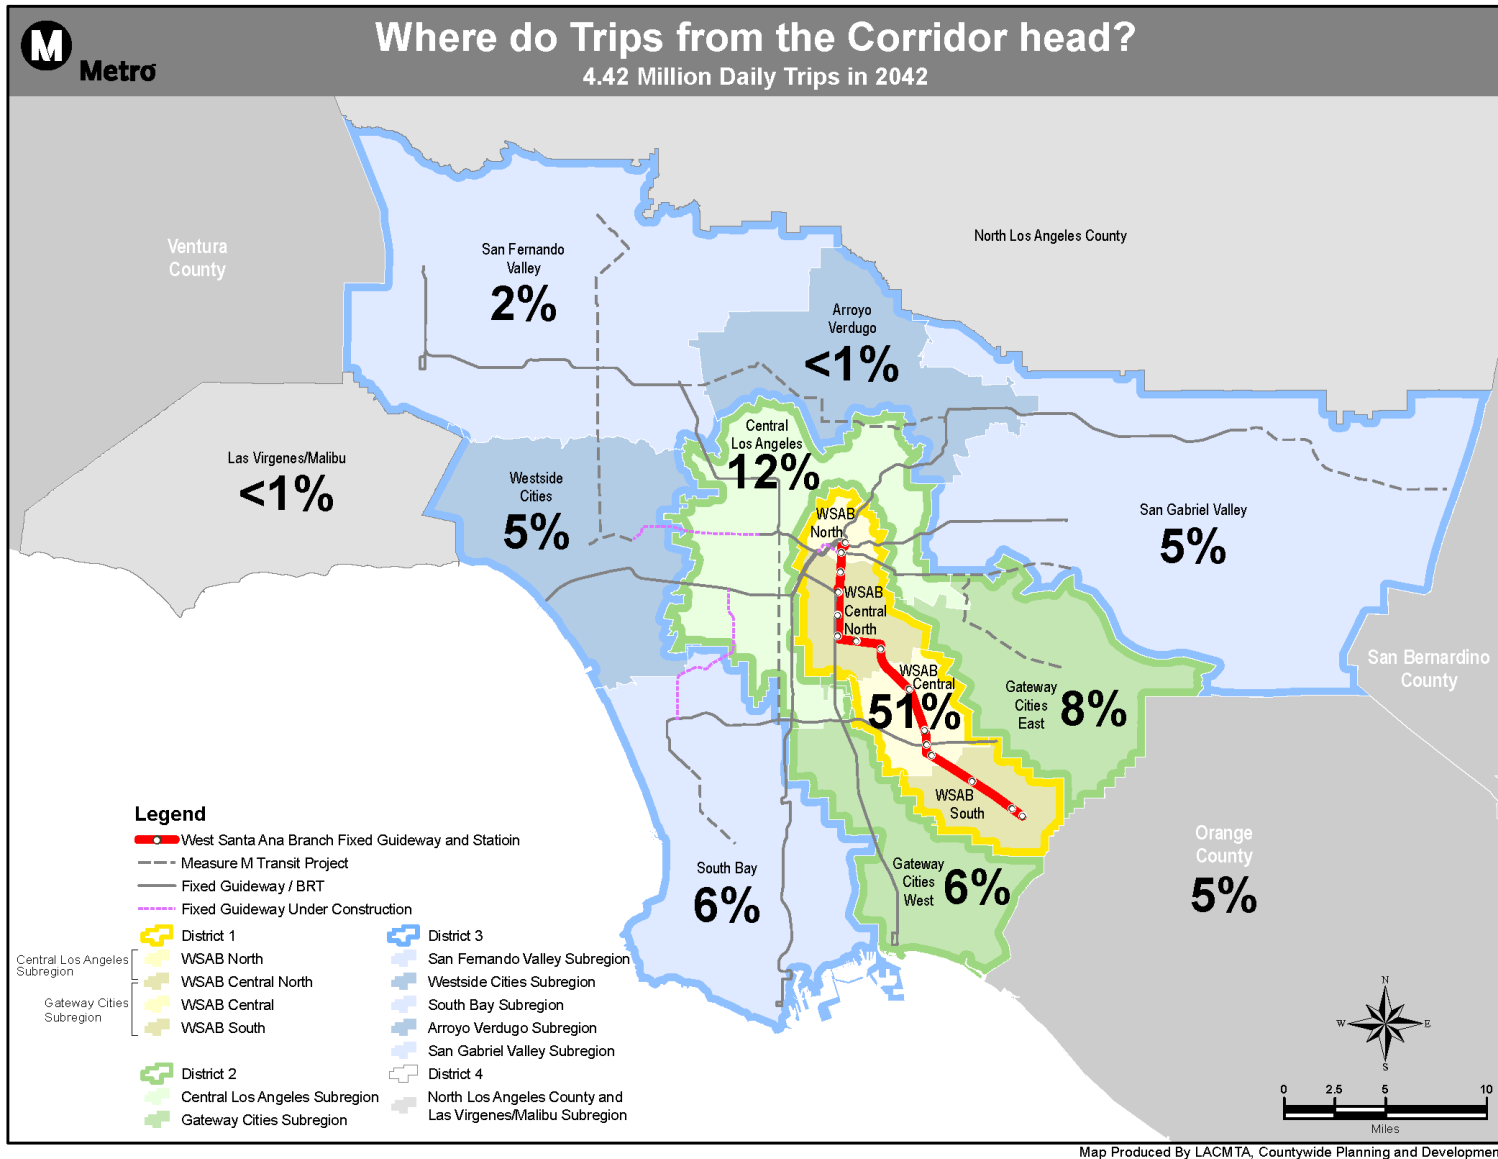 Where do Trips from the Corridor head?
4.42 Million Daily Trips in 2042
M
Metro
Ventura
County
North Los Angeles County
San Fernando
Valley
2%
Arroyo
Verdugo
<1%
Central
Los Angeles
12%
Las Virgenes/Malibu
<1%
Westside
Cities
5%
WSAB
North
San Gabriel Valley
5%
WSAB
Central
North
San Bernardino
County
WSAB
Central
51%
Gateway
Cities
East
8%
WSAB
South
Orange
County
5%
South Bay
6%
Gateway
Cities
West
6%
Legend
West Santa Ana Branch Fixed Guideway and Statioin
Measure M Transit Project
Fixed Guideway / BRT
Fixed Guideway Under Construction
District 1
Central Los Angeles
Subregion
WSAB North
WSAB Central North
Gateway Cities
Subregion
WSAB Central
WSAB South
District 2
Central Los Angeles Subregion
Gateway Cities Subregion
District 3
San Fernando Valley Subregion
Westside Cities Subregion
South Bay Subregion
Arroyo Verdugo Subregion
San Gabriel Valley Subregion
District 4
North Los Angeles County and
Las Virgenes/Malibu Subregion
N
W
E
S
0 2.5 5 10
Miles
Map Produced By LACMTA, Countywide Planning and Developmen